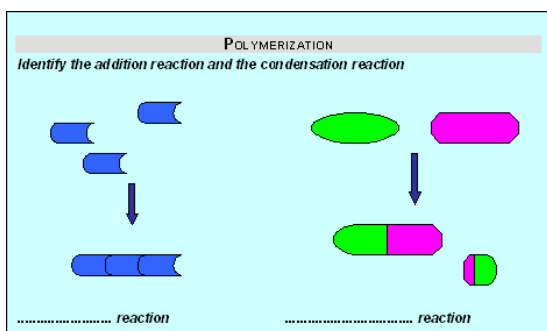 POLYMERIZATION
Identify the addition reaction and the condensation reaction
........................ reaction ................................. reaction